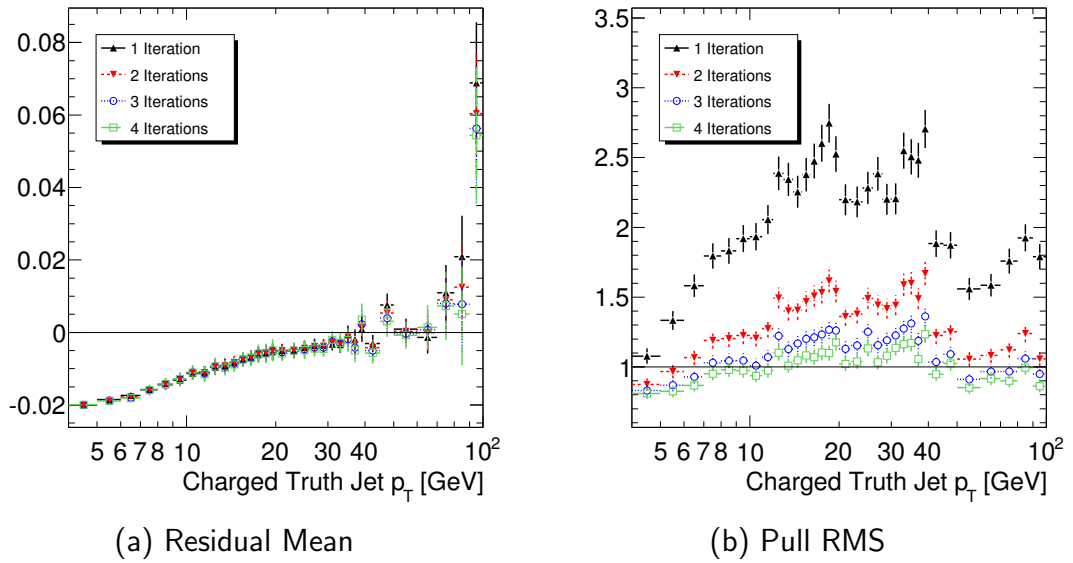 0.08
0.06
0.04
0.02
0
-0.02
1 Iteration
2 Iterations
3 Iterations
4 Iterations
5 6 7 8 10 20 30 40 10²
Charged Truth Jet p_T [GeV]
(a) Residual Mean
3.5
3
2.5
2
1.5
1
1 Iteration
2 Iterations
3 Iterations
4 Iterations
5 6 7 8 10 20 30 40 10²
Charged Truth Jet p_T [GeV]
(b) Pull RMS